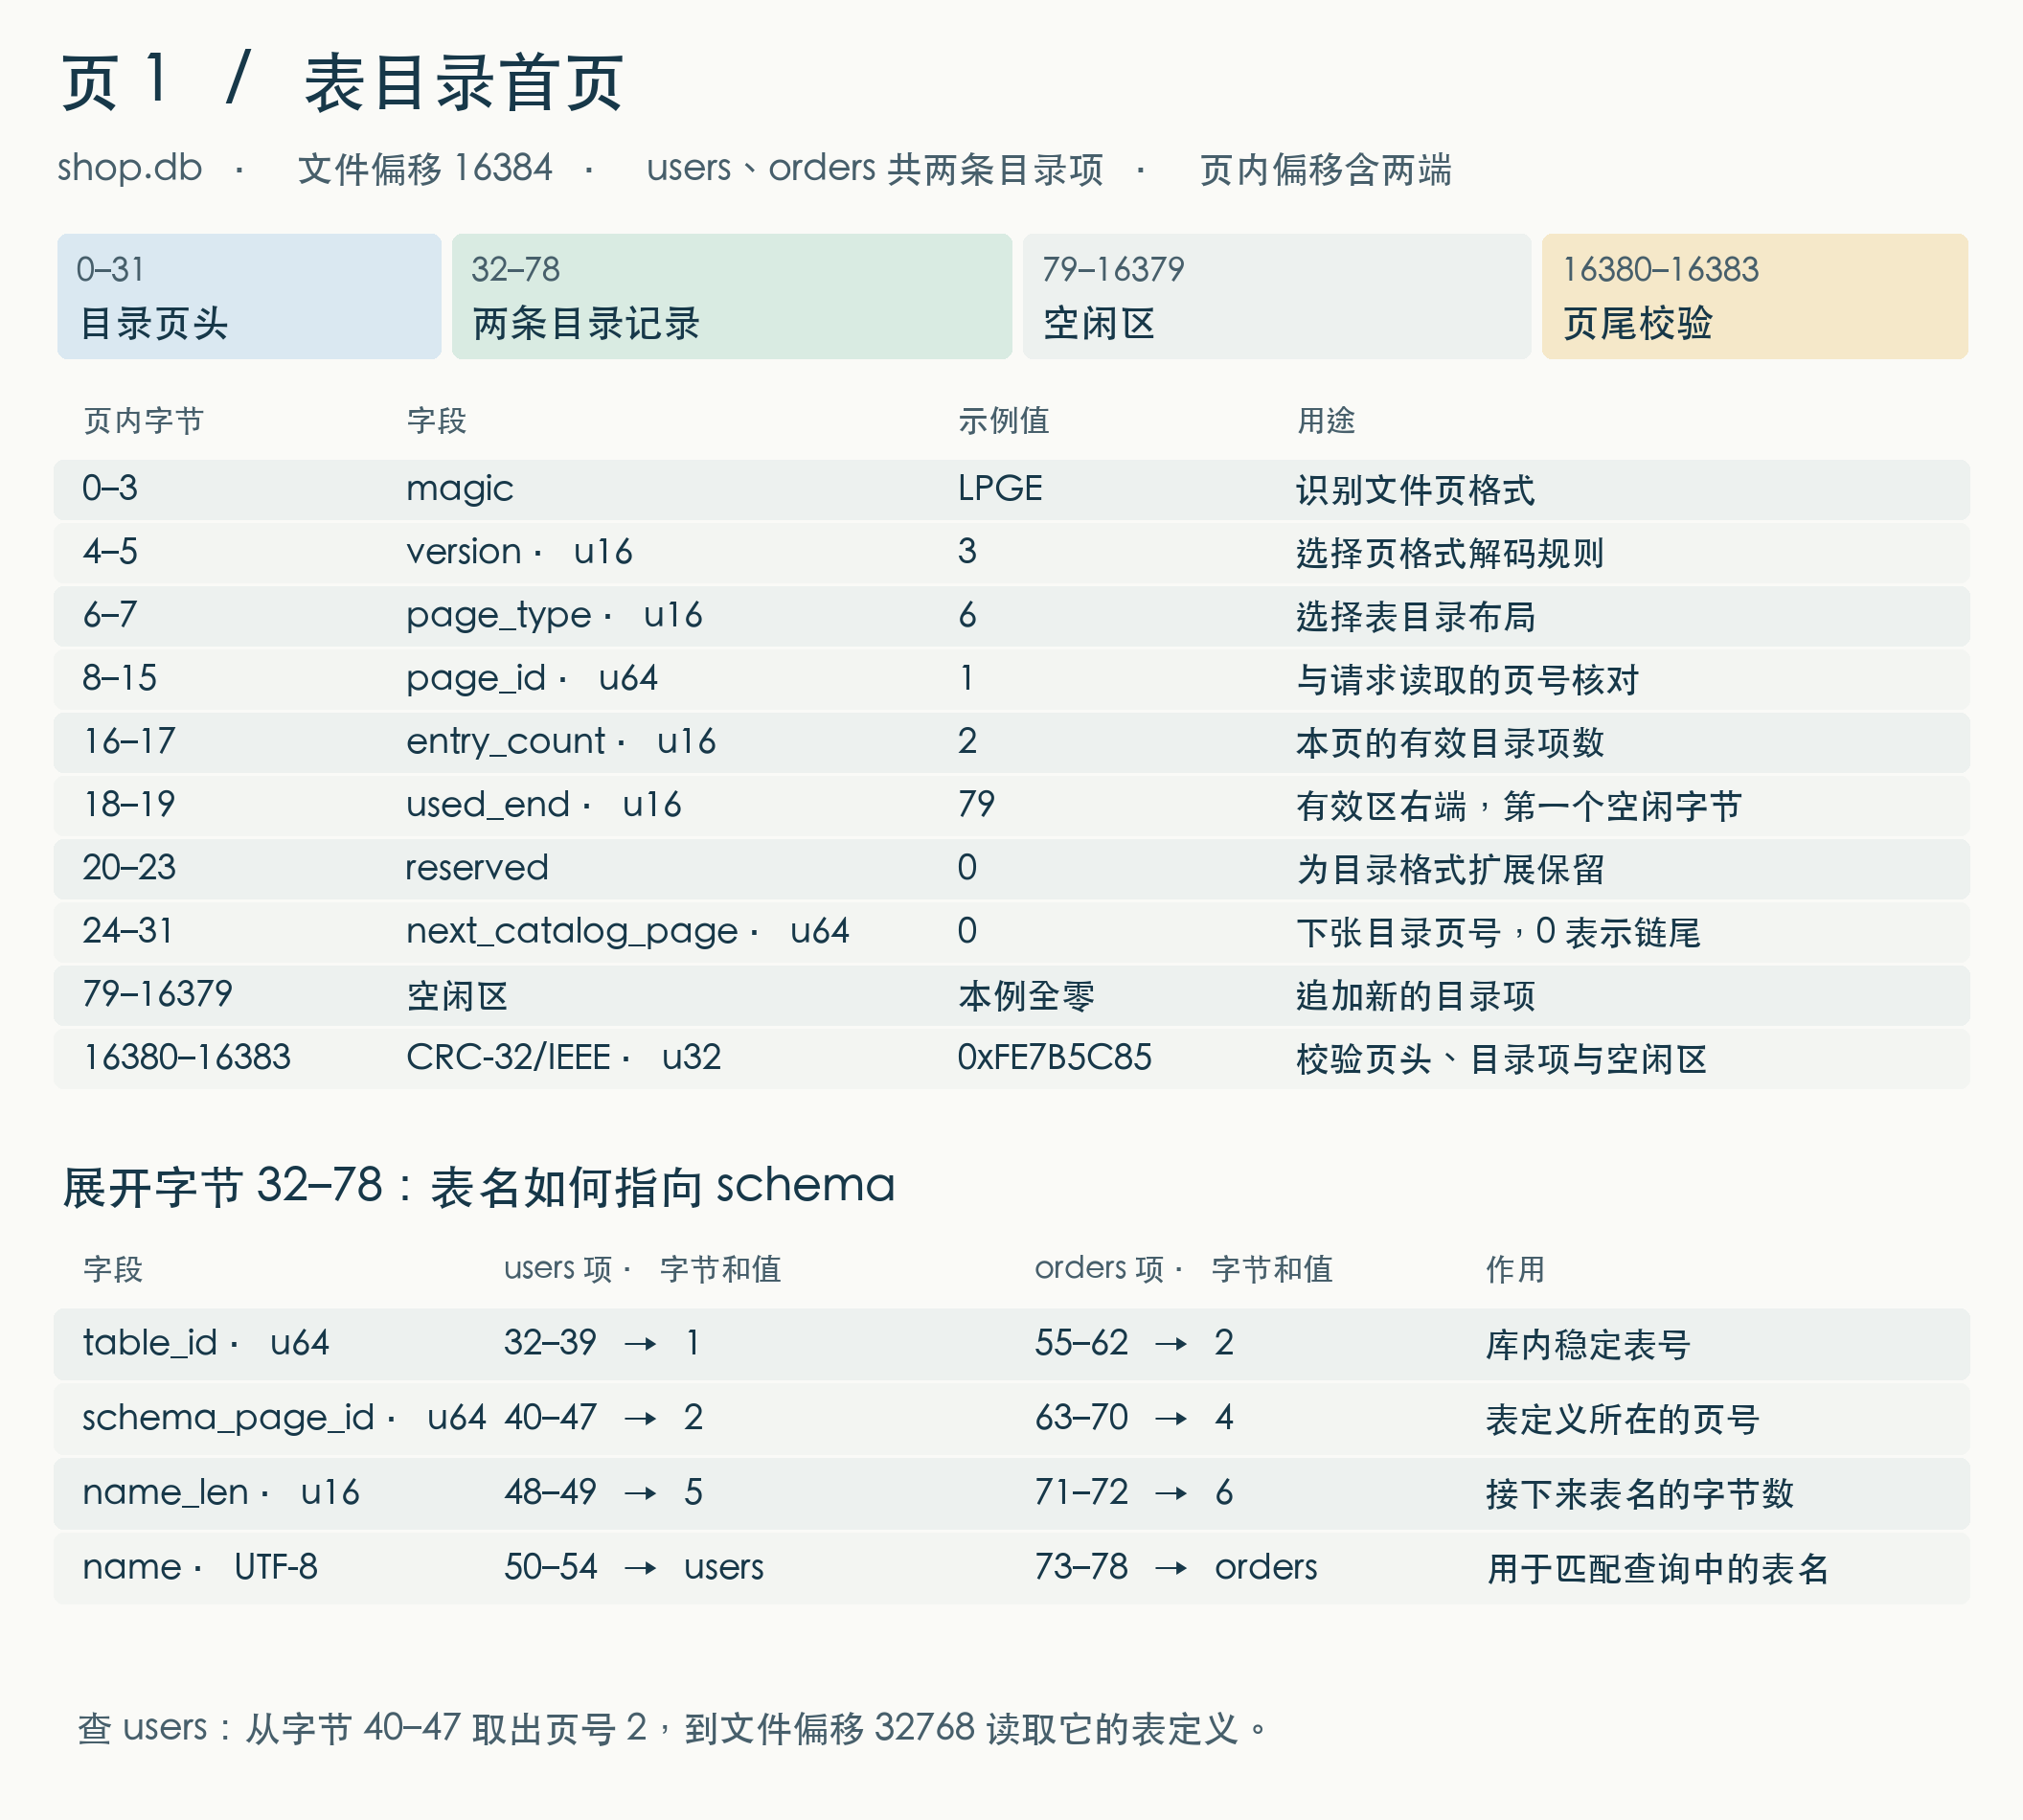 页 1 / 表目录首页
shop.db · 文件偏移 16384 · users、orders 共两条目录项 · 页内偏移含两端
0–31 32–78 79–16379 16380–16383
目录页头 两条目录记录 空闲区 页尾校验
页内字节 字段 示例值 用途
0–3 magic LPGE 识别文件页格式
4–5 version · u16 3 选择页格式解码规则
6–7 page_type · u16 6 选择表目录布局
8–15 page_id · u64 1 与请求读取的页号核对
16–17 entry_count · u16 2 本页的有效目录项数
18–19 used_end · u16 79 有效区右端，第一个空闲字节
20–23 reserved 0 为目录格式扩展保留
24–31 next_catalog_page · u64 0 下张目录页号，0 表示链尾
79–16379 空闲区 本例全零 追加新的目录项
16380–16383 CRC-32/IEEE · u32 0xFE7B5C85 校验页头、目录项与空闲区
展开字节 32–78：表名如何指向 schema
字段 users 项 · 字节和值 orders 项 · 字节和值 作用
table_id · u64 32–39 → 1 55–62 → 2 库内稳定表号
schema_page_id · u64 40–47 → 2 63–70 → 4 表定义所在的页号
name_len · u16 48–49 → 5 71–72 → 6 接下来表名的字节数
name · UTF-8 50–54 → users 73–78 → orders 用于匹配查询中的表名
查 users：从字节 40–47 取出页号 2，到文件偏移 32768 读取它的表定义。